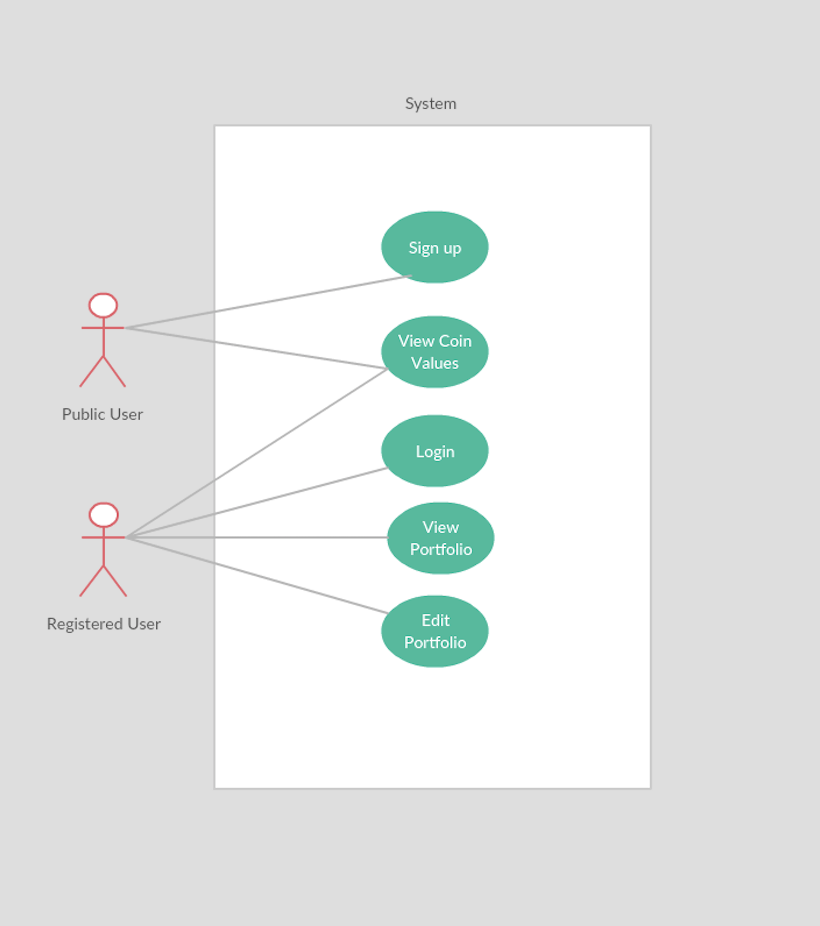 System
Sign up
View Coin
Values
Public User
Login
View
Portfolio
Registered User
Edit
Portfolio